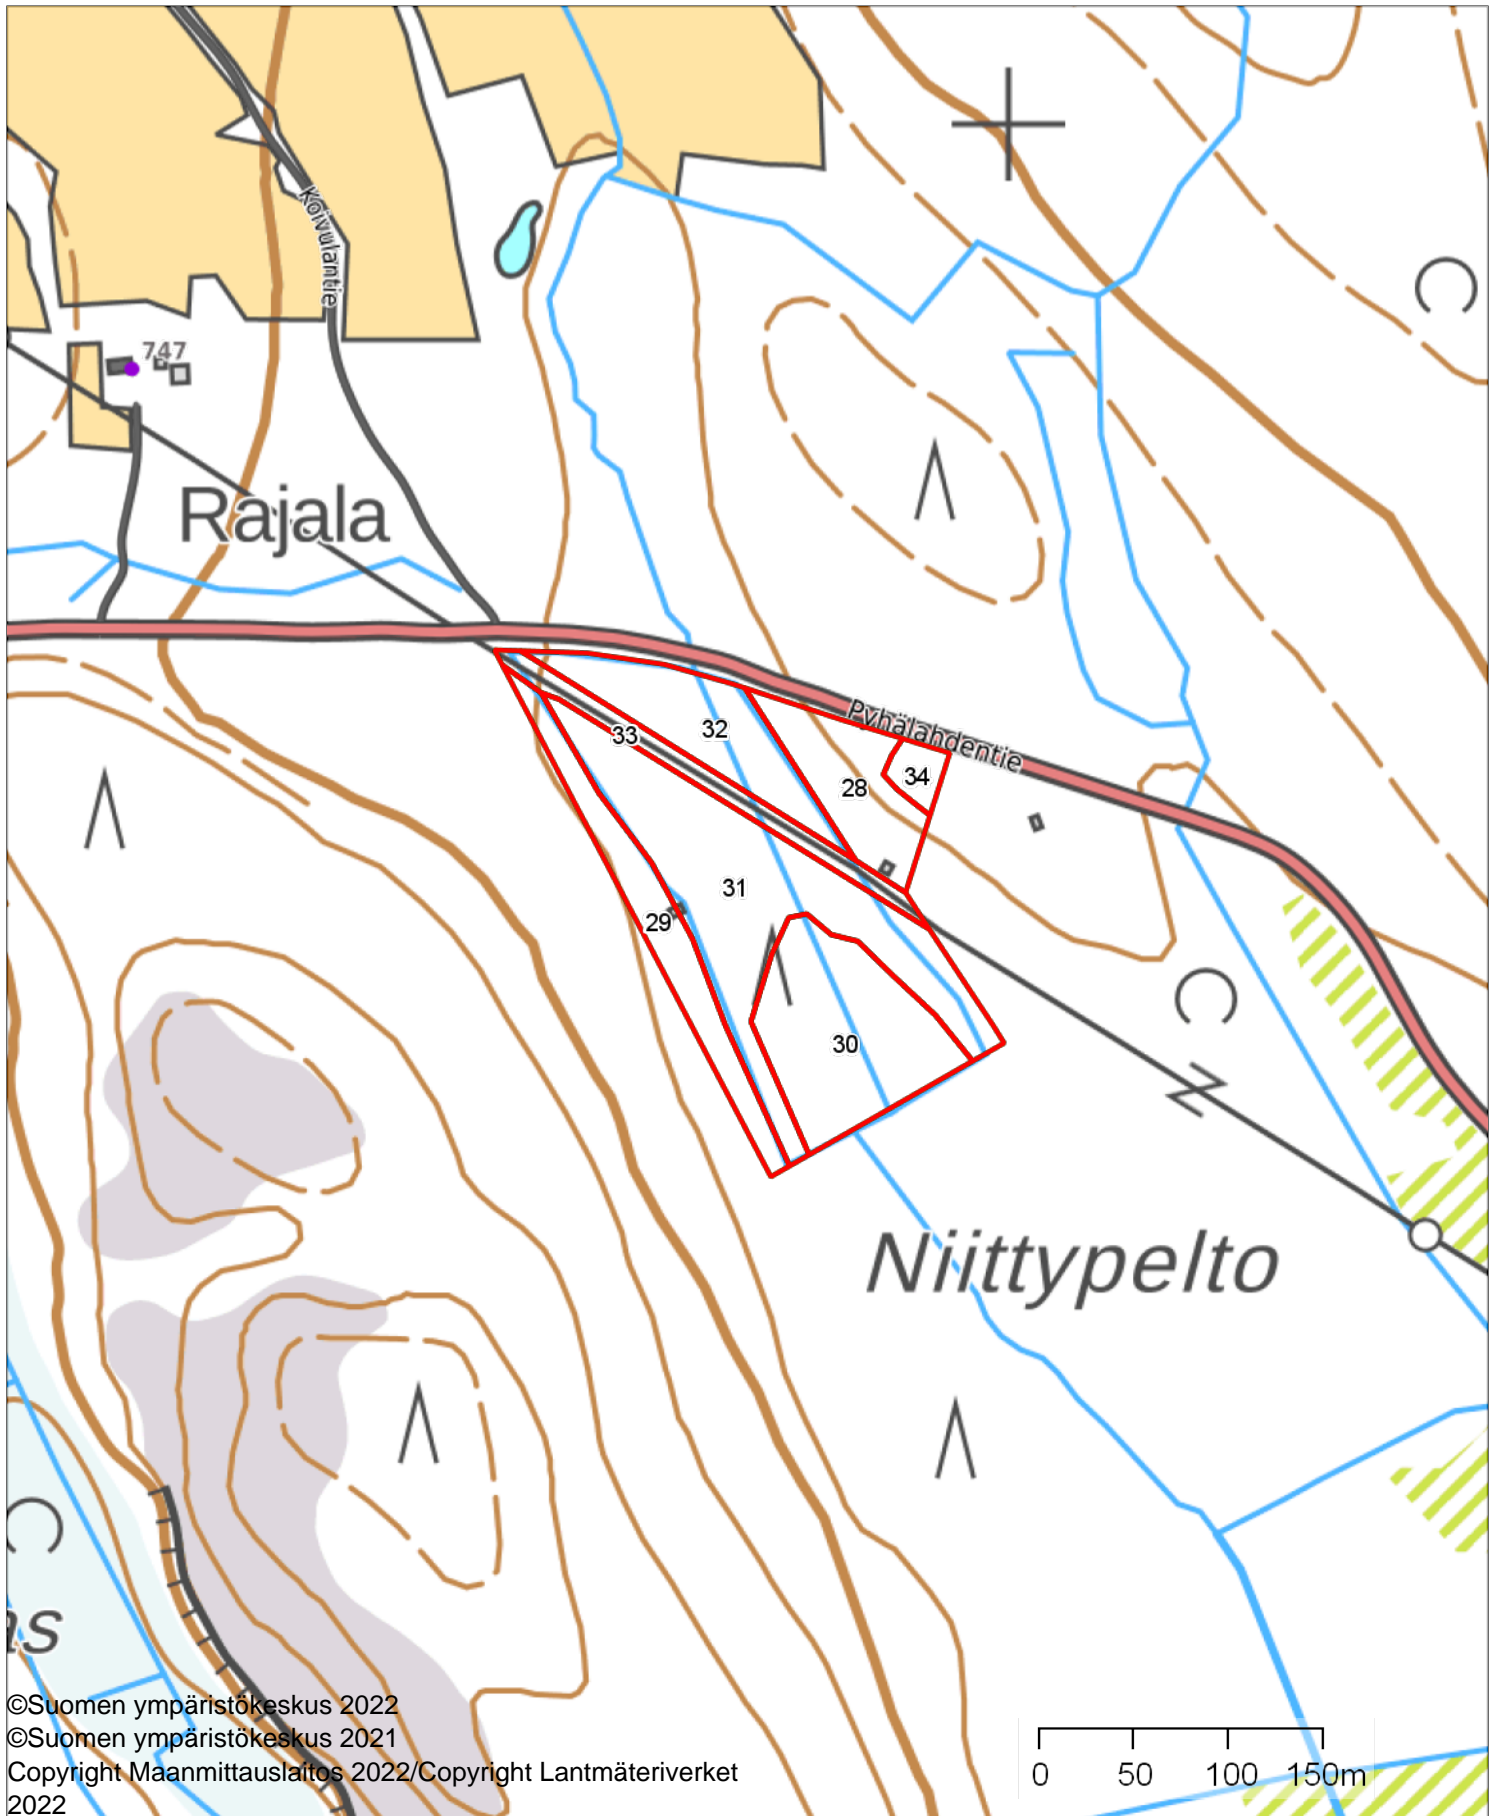 Koivulantie
747
Rajala
Pyhälahdentie
33
32
28
34
31
29
30
Niittypelto
as
©Suomen ympäristökeskus 2022
©Suomen ympäristökeskus 2021
Copyright Maanmittauslaitos 2022/Copyright Lantmäteriverket
2022
0 50 100 150m